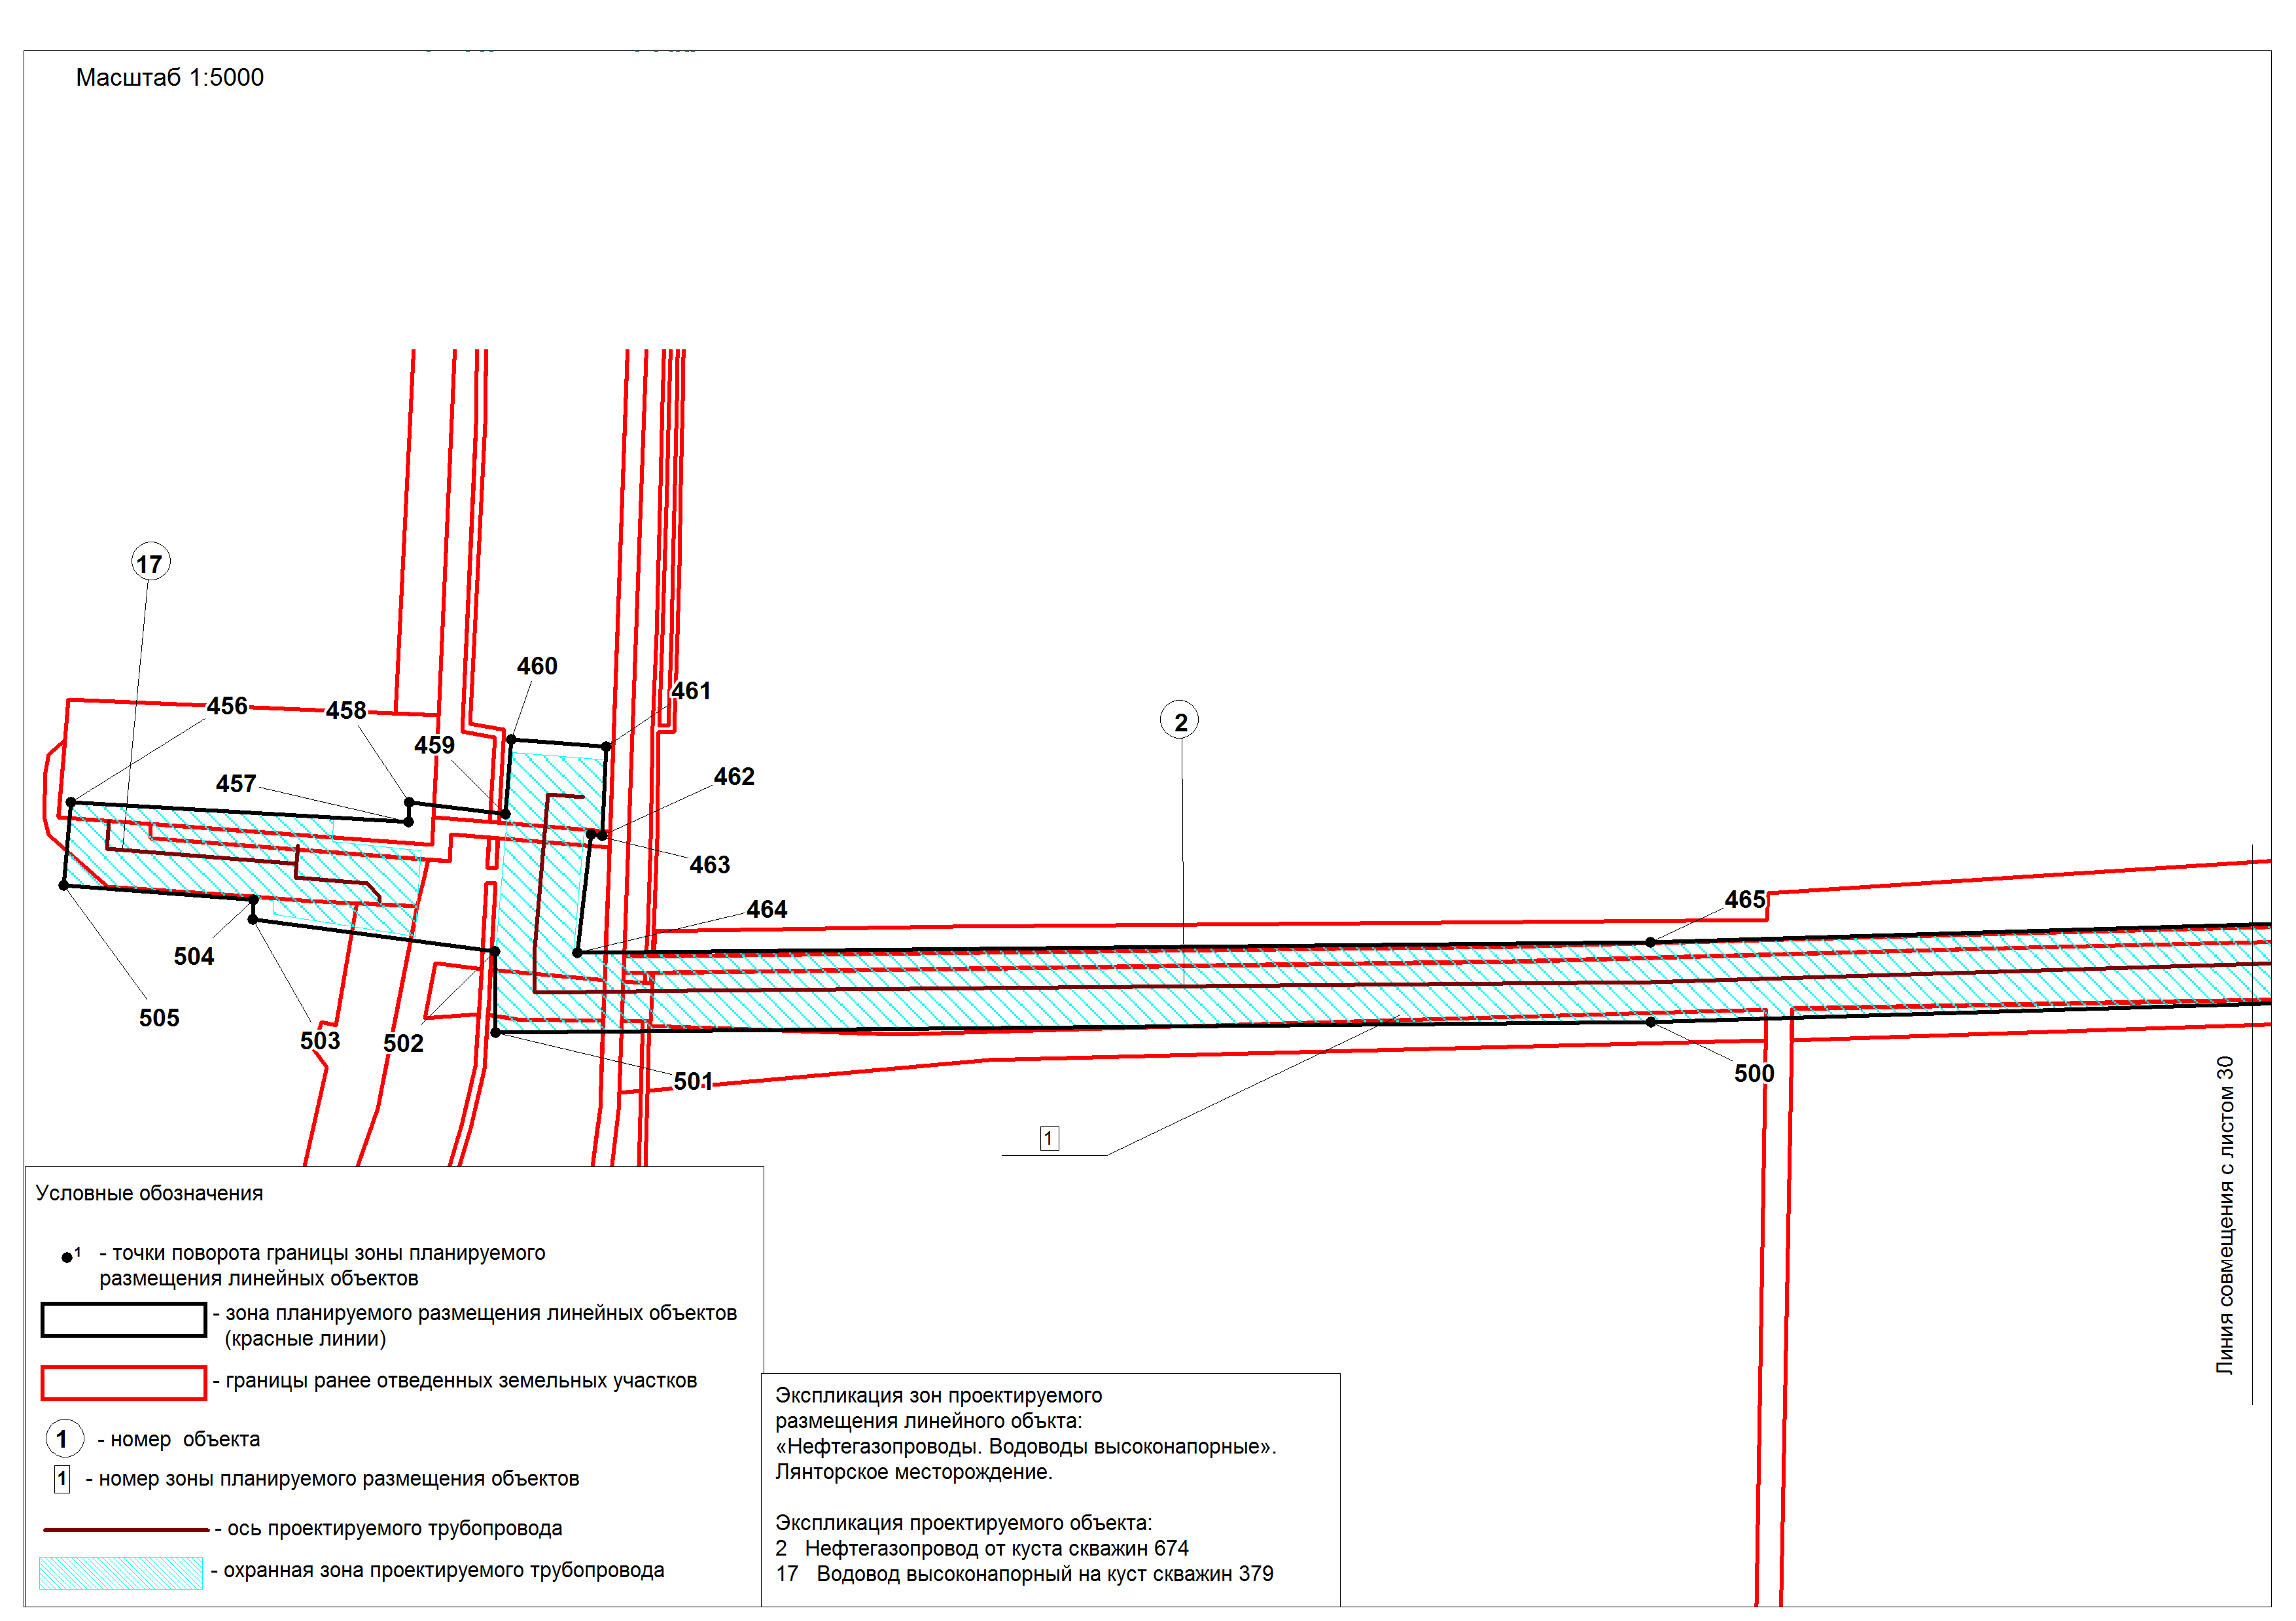 Масштаб 1:5000
17
460
461
456
458
2
459
462
457
463
465
464
504
505
503
502
501
500
1
Линия совмещения с листом 30
Условные обозначения
1 - точки поворота границы зоны планируемого
размещения линейных объектов
- зона планируемого размещения линейных объектов
(красные линии)
- границы ранее отведенных земельных участков
1 - номер объекта
1 - номер зоны планируемого размещения объектов
- ось проектируемого трубопровода
- охранная зона проектируемого трубопровода
Экспликация зон проектируемого
размещения линейного объкта:
«Нефтегазопроводы. Водоводы высоконапорные».
Лянторское месторождение.
Экспликация проектируемого объекта:
2 Нефтегазопровод от куста скважин 674
17 Водовод высоконапорный на куст скважин 379